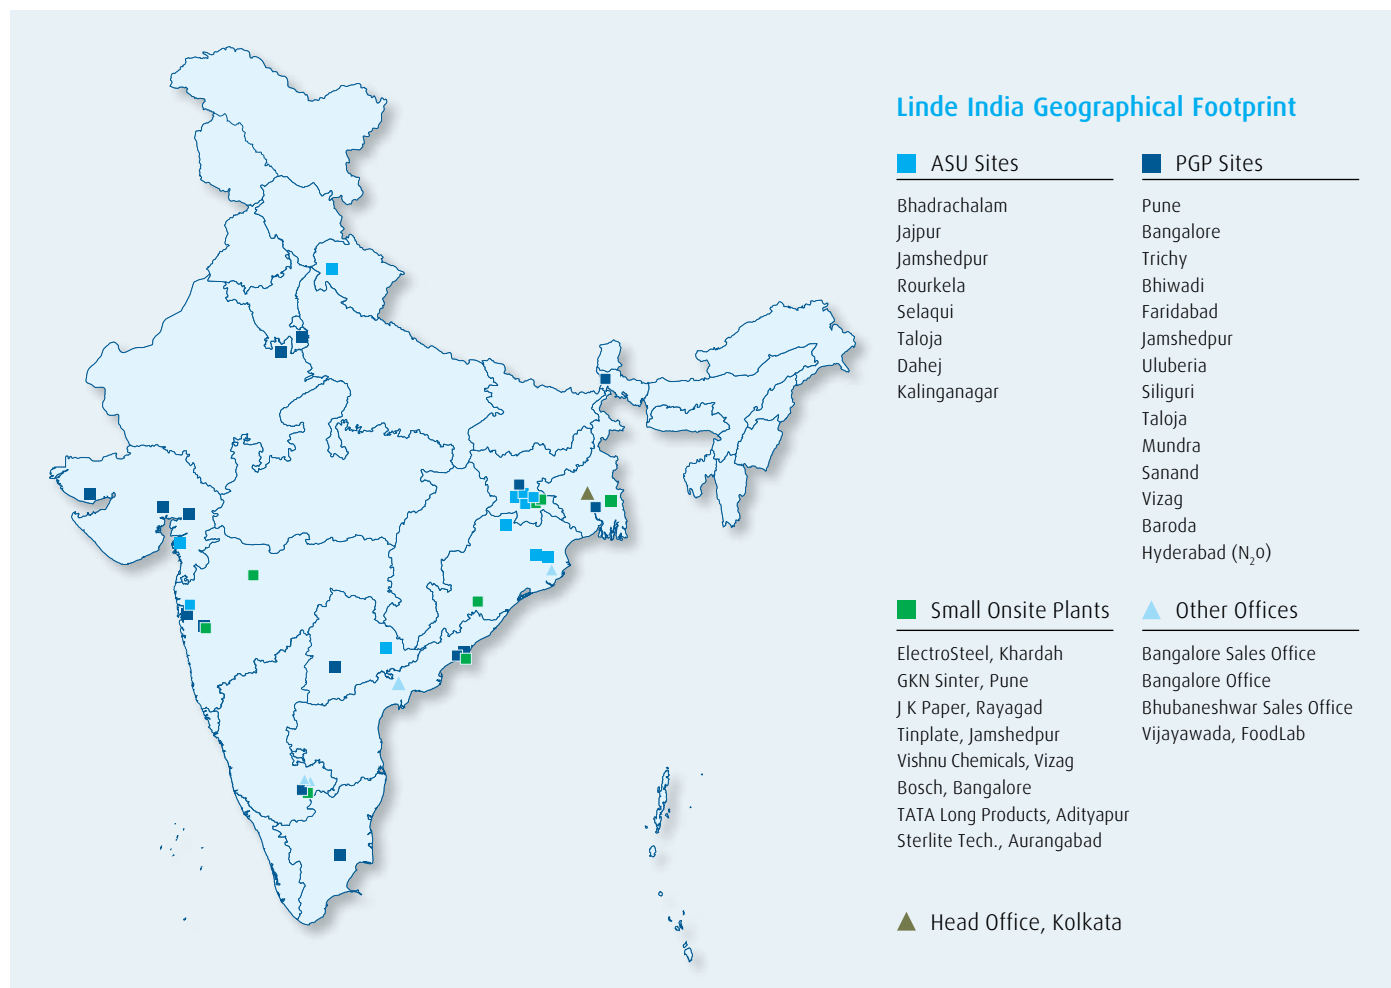 Linde India Geographical Footprint
ASU Sites
Bhadrachalam
Jajpur
Jamshedpur
Rourkela
Selaqui
Taloja
Dahej
Kalinganagar
PGP Sites
Pune
Bangalore
Trichy
Bhiwadi
Faridabad
Jamshedpur
Uluberia
Siliguri
Taloja
Mundra
Sanand
Vizag
Baroda
Hyderabad (N₂o)
Small Onsite Plants
ElectroSteel, Khardah
GKN Sinter, Pune
J K Paper, Rayagad
Tinplate, Jamshedpur
Vishnu Chemicals, Vizag
Bosch, Bangalore
TATA Long Products, Adityapur
Sterlite Tech., Aurangabad
Other Offices
Bangalore Sales Office
Bangalore Office
Bhubaneshwar Sales Office
Vijayawada, FoodLab
Head Office, Kolkata